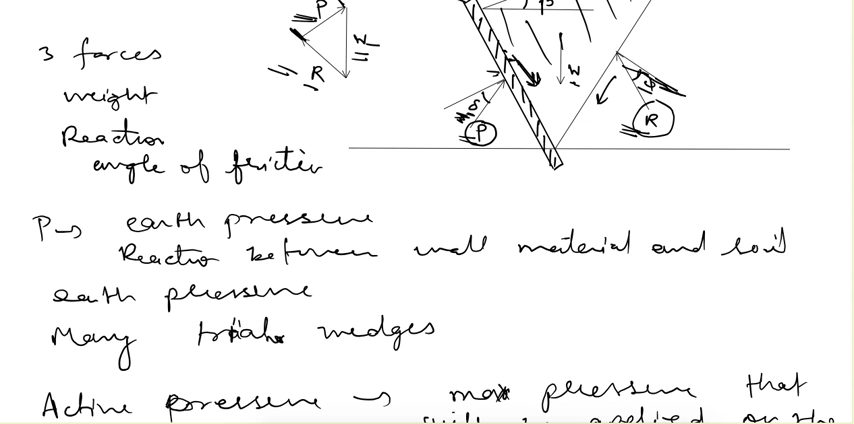 P
W
R
β
W
δ
P
φ
R
3 forces
weight
Reaction
angle of friction
P → earth pressure
Reaction between wall material and soil
earth pressure
Many trial wedges
Active pressure → max pressure that